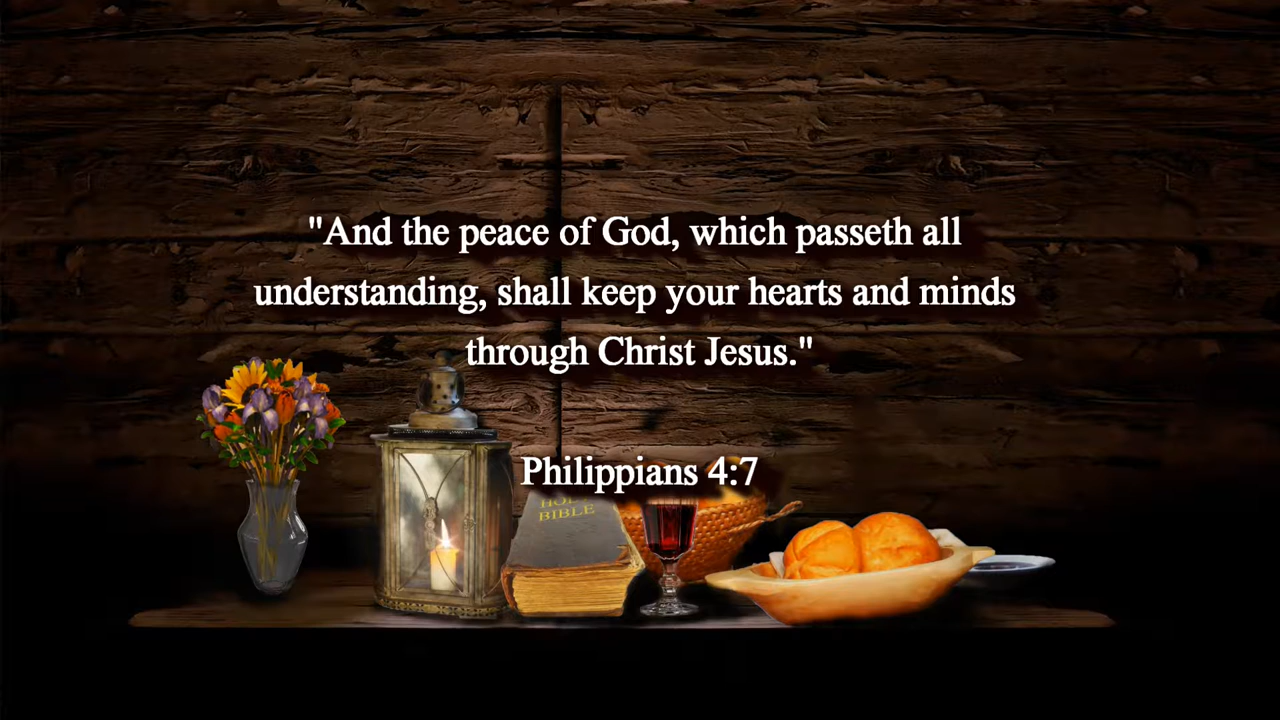 "And the peace of God, which passeth all
understanding, shall keep your hearts and minds
through Christ Jesus."
Philippians 4:7
HOLY
BIBLE